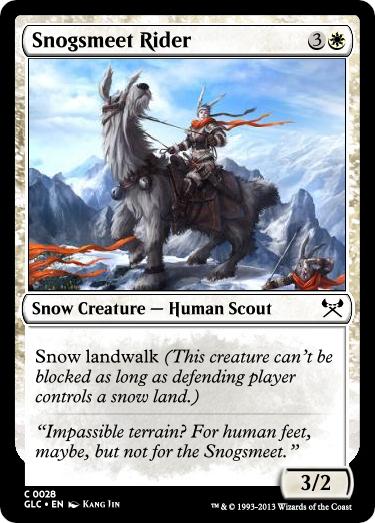 Snogsmeet Rider 3
Snow Creature — Human Scout
Snow landwalk (This creature can't be
blocked as long as defending player
controls a snow land.)
"Impassible terrain? For human feet,
maybe, but not for the Snogsmeet."
3/2
C 0028
GLC • EN Kang Jin
™ & © 1993-2013 Wizards of the Coast